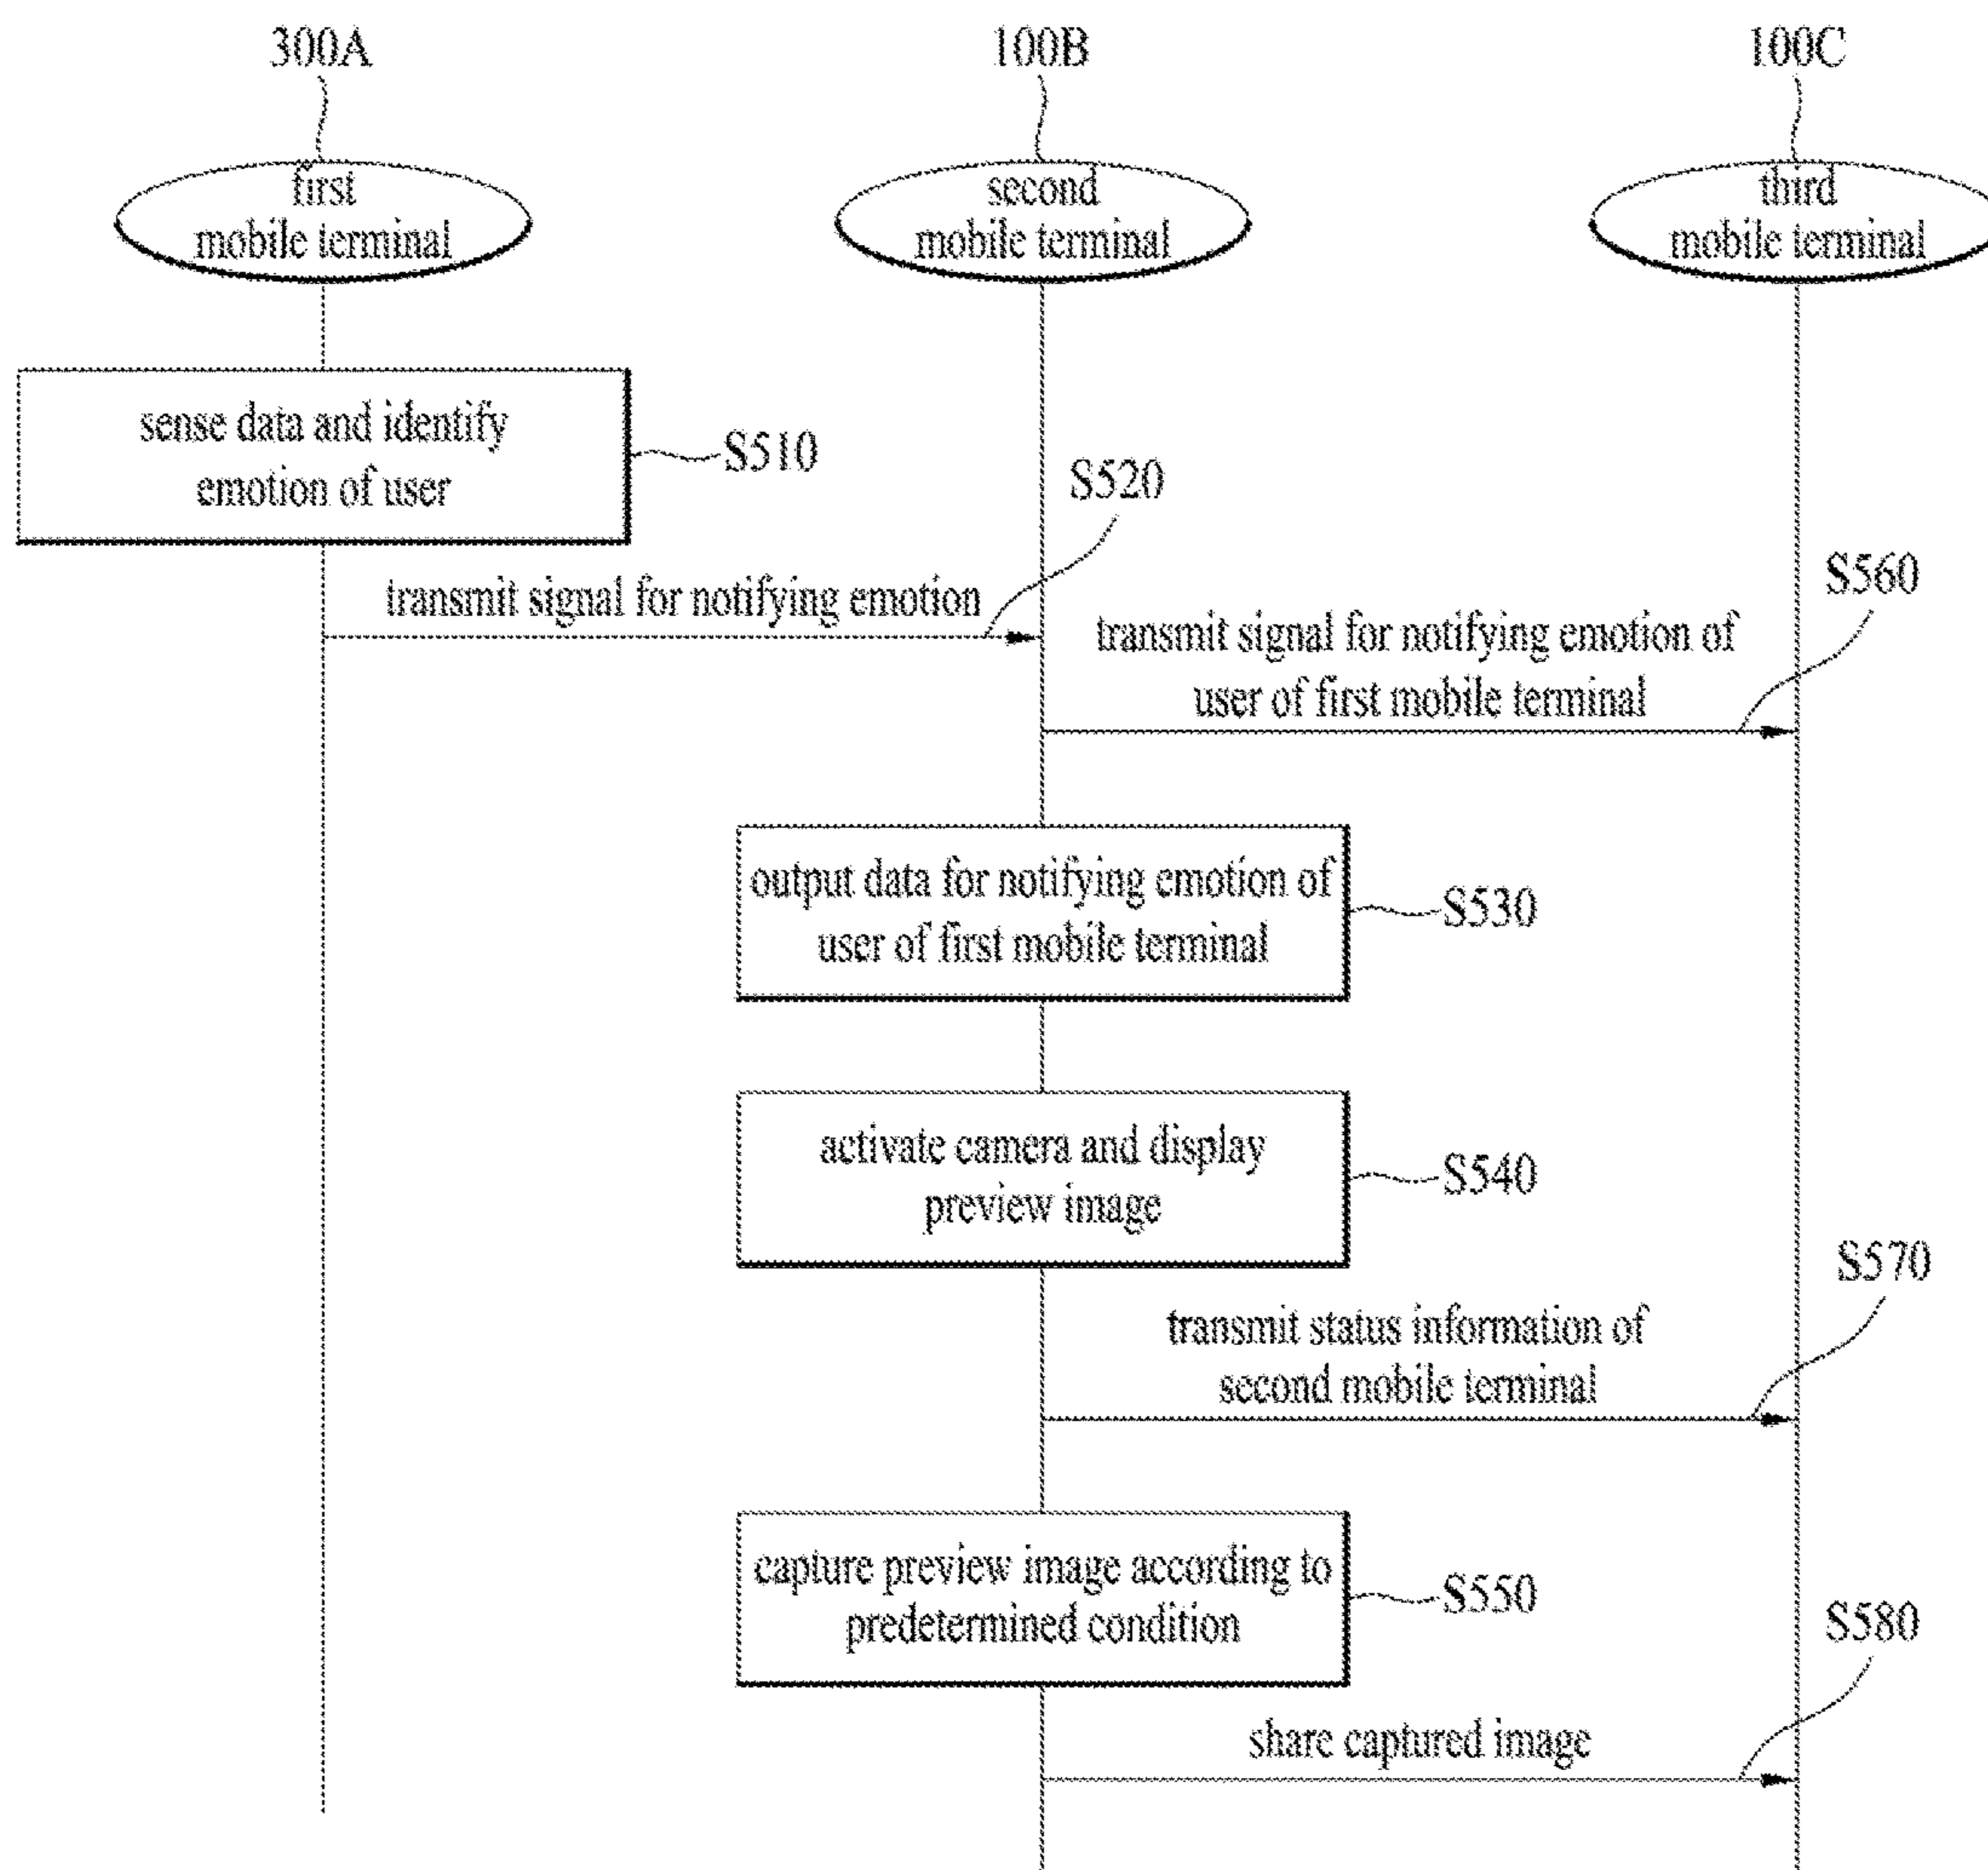 300A
100B
100C
first
mobile terminal
second
mobile terminal
third
mobile terminal
sense data and identify
emotion of user
S510
S520
transmit signal for notifying emotion
S560
transmit signal for notifying emotion of
user of first mobile terminal
output data for notifying emotion of
user of first mobile terminal
S530
activate camera and display
preview image
S540
S570
transmit status information of
second mobile terminal
capture preview image according to
predetermined condition
S550
S580
share captured image